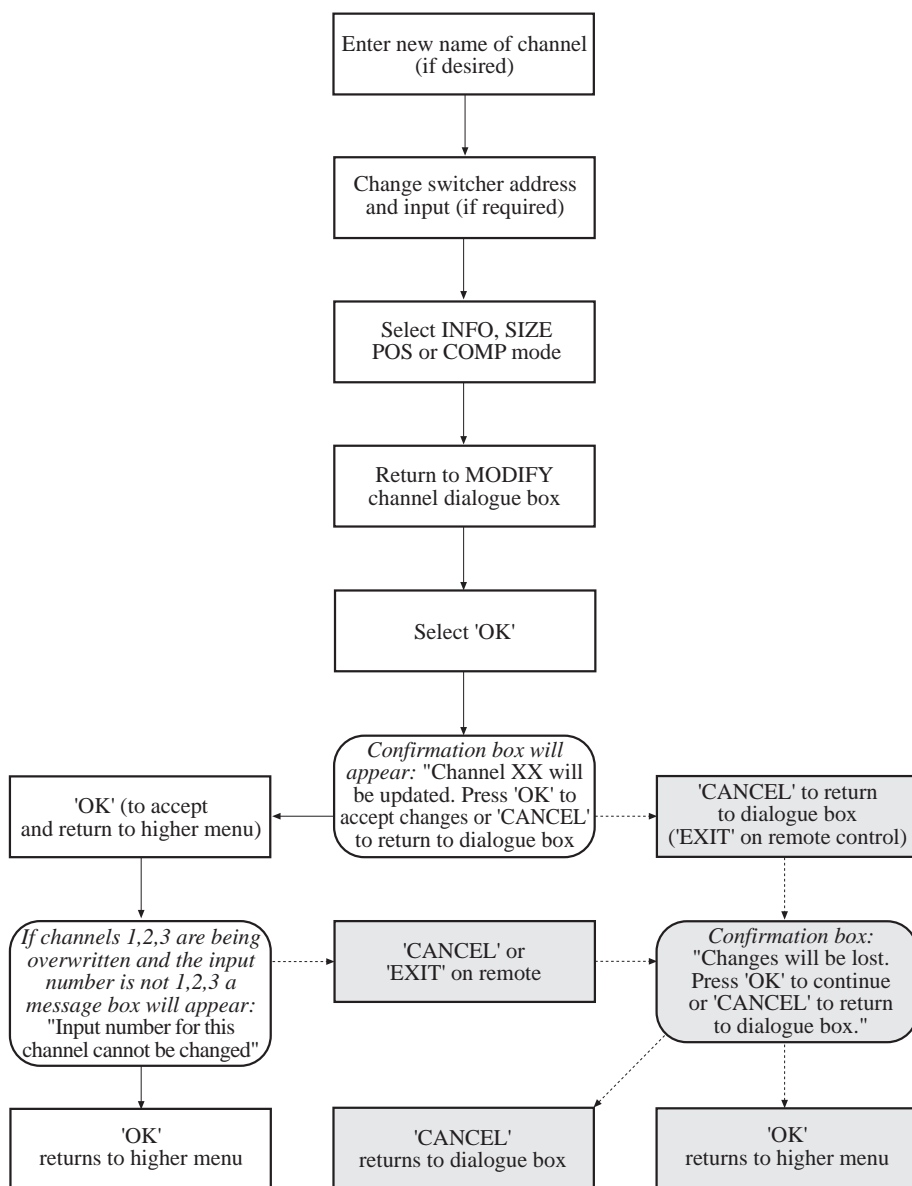 Enter new name of channel
(if desired)
Change switcher address
and input (if required)
Select INFO, SIZE
POS or COMP mode
Return to MODIFY
channel dialogue box
Select 'OK'
Confirmation box will
appear: "Channel XX will
be updated. Press 'OK' to
accept changes or 'CANCEL'
to return to dialogue box
'OK' (to accept
and return to higher menu)
'CANCEL' to return
to dialogue box
('EXIT' on remote control)
If channels 1,2,3 are being
overwritten and the input
number is not 1,2,3 a
message box will appear:
"Input number for this
channel cannot be changed"
'CANCEL' or
'EXIT' on remote
Confirmation box:
"Changes will be lost.
Press 'OK' to continue
or 'CANCEL' to return
to dialogue box."
'OK'
returns to higher menu
'CANCEL'
returns to dialogue box
'OK'
returns to higher menu